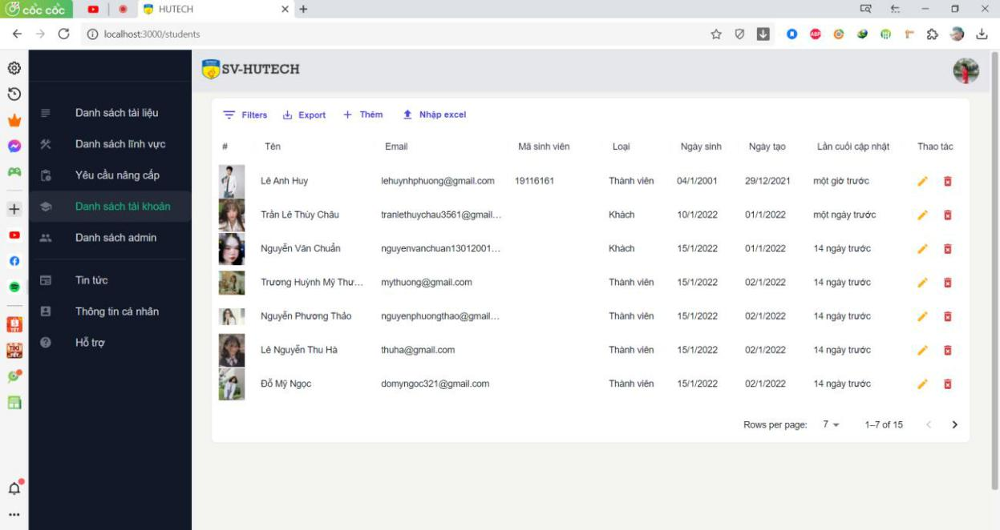 cốc cốc
HUTECH
localhost:3000/students
ABP
SV-HUTECH
Danh sách tài liệu
Danh sách lĩnh vực
Yêu cầu nâng cấp
Danh sách tài khoản
Danh sách admin
Tin tức
Thông tin cá nhân
Hỗ trợ
Filters Export Thêm Nhập excel
# Tên Email Mã sinh viên Loại Ngày sinh Ngày tạo Lần cuối cập nhật Thao tác
Lê Anh Huy lehuynhphuong@gmail.com 19116161 Thành viên 04/1/2001 29/12/2021 một giờ trước
Trần Lê Thùy Châu tranlethuychau3561@gmail... Khách 10/1/2022 01/1/2022 một ngày trước
Nguyễn Văn Chuẩn nguyenvanchuan13012001... Khách 15/1/2022 01/1/2022 14 ngày trước
Trương Huỳnh Mỹ Thư... mythuong@gmail.com Thành viên 15/1/2022 02/1/2022 14 ngày trước
Nguyễn Phương Thảo nguyenphuongthao@gmail... Thành viên 15/1/2022 02/1/2022 14 ngày trước
Lê Nguyễn Thu Hà thuha@gmail.com Thành viên 15/1/2022 02/1/2022 14 ngày trước
Đỗ Mỹ Ngọc domyngoc321@gmail.com Thành viên 15/1/2022 02/1/2022 14 ngày trước
Rows per page: 7 1–7 of 15
TIKI